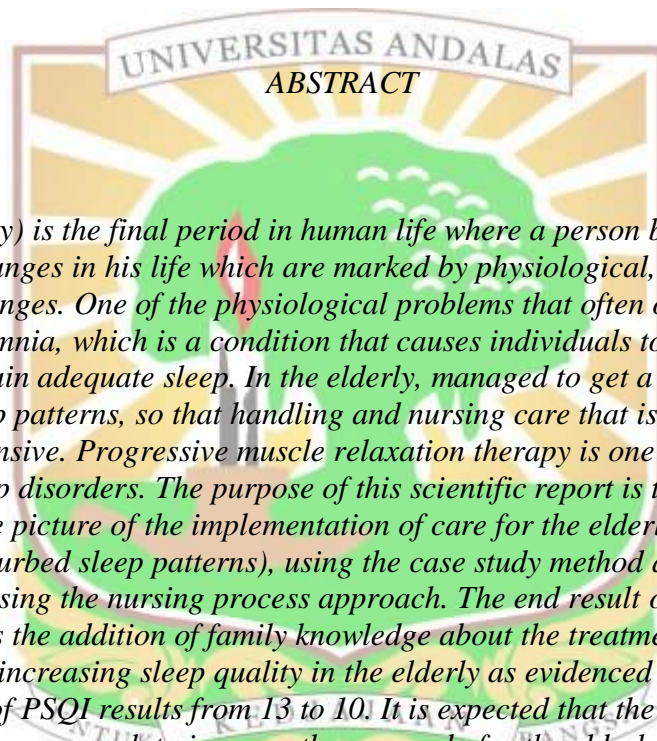 UNIVERSITAS ANDALAS
ABSTRACT
y) is the final period in human life where a person b
nges in his life which are marked by physiological,
nges. One of the physiological problems that often o
mnia, which is a condition that causes individuals to
in adequate sleep. In the elderly, managed to get a
p patterns, so that handling and nursing care that is
nsive. Progressive muscle relaxation therapy is one
p disorders. The purpose of this scientific report is t
e picture of the implementation of care for the elderl
urbed sleep patterns), using the case study method a
sing the nursing process approach. The end result o
s the addition of family knowledge about the treatme
increasing sleep quality in the elderly as evidenced
of PSQI results from 13 to 10. It is expected that the